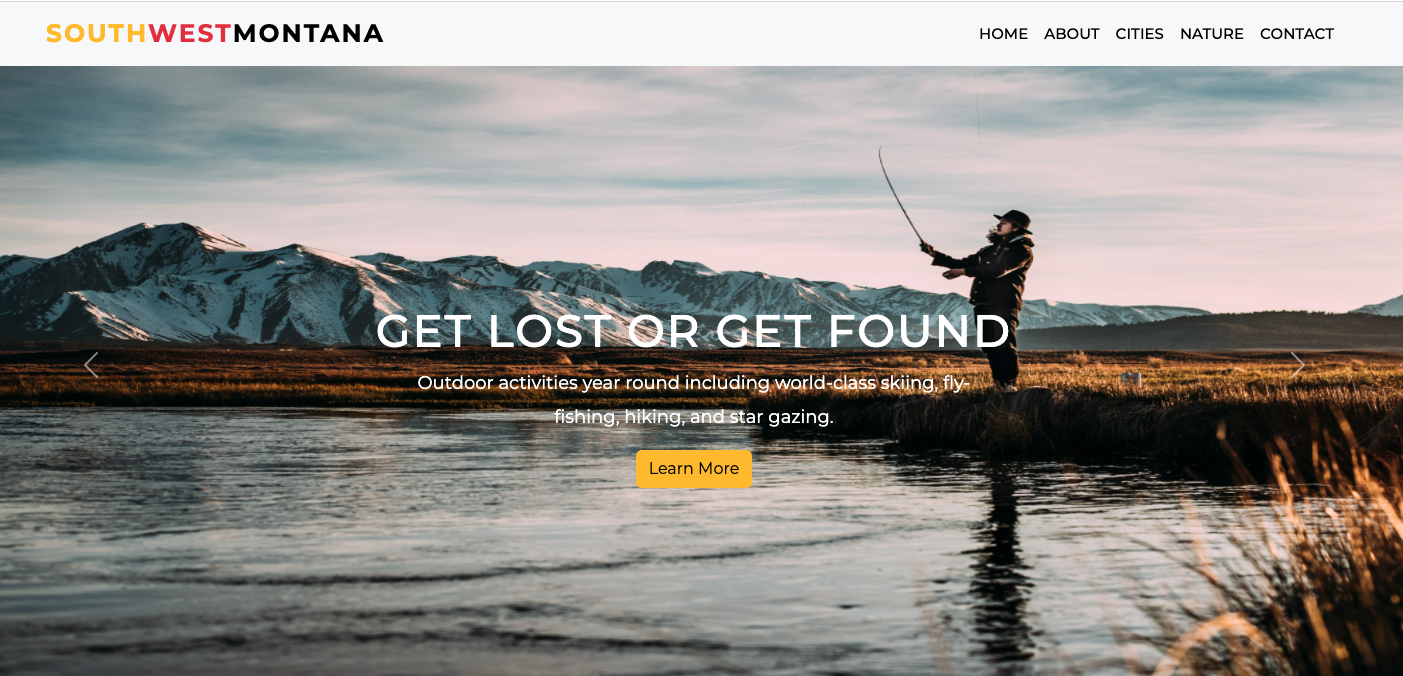 SOUTHWESTMONTANA
HOME ABOUT CITIES NATURE CONTACT
GET LOST OR GET FOUND
Outdoor activities year round including world-class skiing, fly-
fishing, hiking, and star gazing.
Learn More